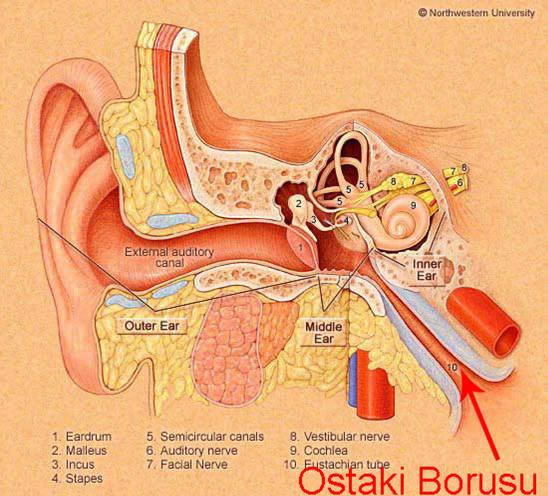 © Northwestern University
2
3
1
4
5
5
5
8
7
7
8
6
9
External auditory
canal
Inner
Ear
Outer Ear
Middle
Ear
10
1. Eardrum
2. Malleus
3. Incus
4. Stapes
5. Semicircular canals
6. Auditory nerve
7. Facial Nerve
8. Vestibular nerve
9. Cochlea
10. Eustachian tube
Ostaki Borusu